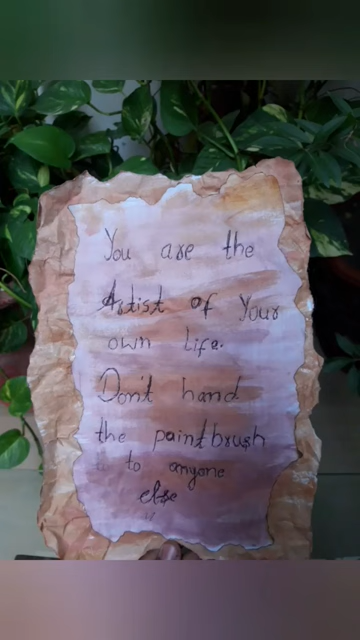 You are the
Artist of Your
own Life.
Don't hand
the paintbrush
to anyone
else